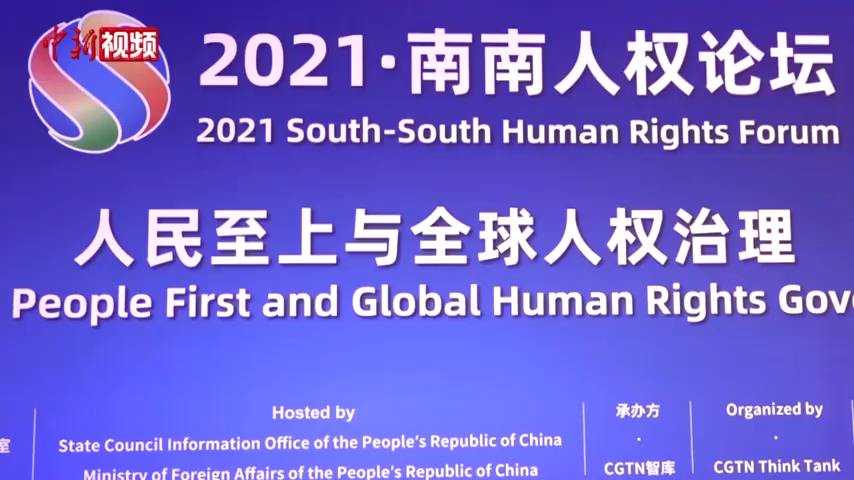 中新视频
2021·南南人权论坛
2021 South-South Human Rights Forum
人民至上与全球人权治理
People First and Global Human Rights Gove
室
Hosted by
State Council Information Office of the People's Republic of China
Ministry of Foreign Affairs of the People's Republic of China
承办方
·
CGTN智库
Organized by
·
CGTN Think Tank